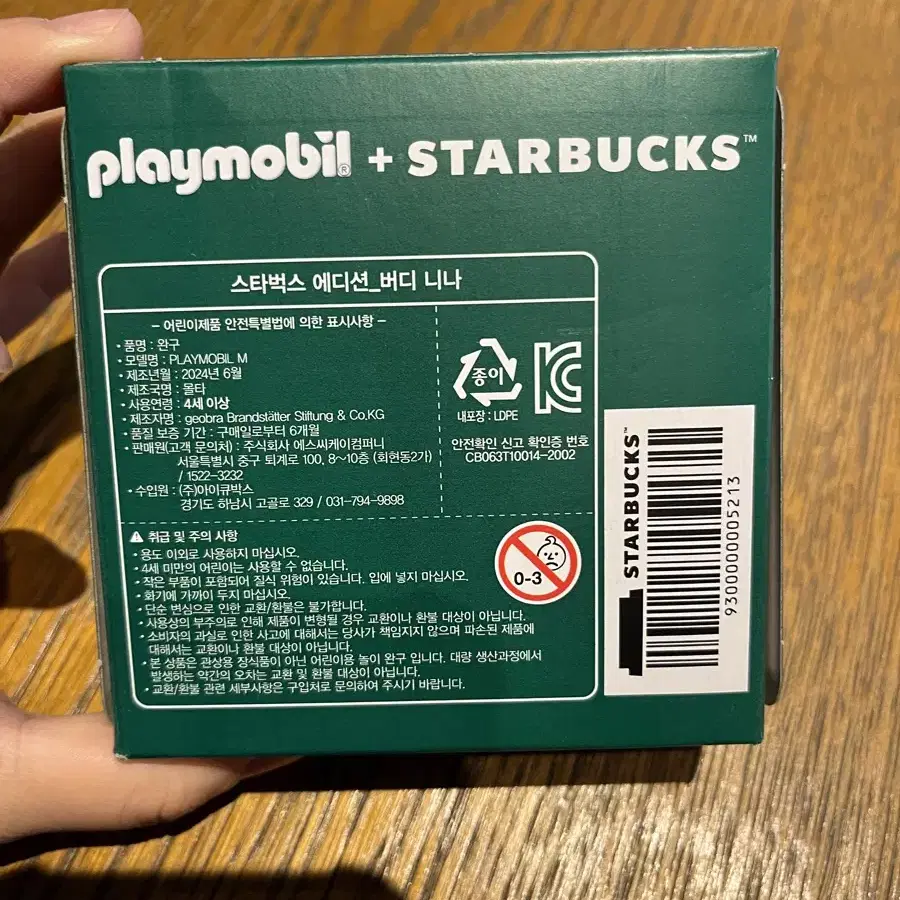 playmobil® + STARBUCKS™
스타벅스 에디션_버디 니나
- 어린이제품 안전특별법에 의한 표시사항 -
• 품명 : 완구
• 모델명 : PLAYMOBIL M
• 제조년월 : 2024년 6월
• 제조국명 : 몰타
• 사용연령 : 4세 이상
• 제조자명 : geobra Brandstätter Stiftung & Co.KG
• 품질 보증 기간 : 구매일로부터 6개월
• 판매원(고객 문의처) : 주식회사 에스씨케이컴퍼니
서울특별시 중구 퇴계로 100, 8~10층 (회현동2가)
/ 1522-3232
• 수입원 : (주)아이큐박스
경기도 하남시 고골로 329 / 031-794-9898
종이
내포장 : LDPE
안전확인 신고 확인증 번호
CB063T10014-2002
⚠ 취급 및 주의 사항
• 용도 이외로 사용하지 마십시오.
• 4세 미만의 어린이는 사용할 수 없습니다.
• 작은 부품이 포함되어 질식 위험이 있습니다. 입에 넣지 마십시오.
• 화기에 가까이 두지 마십시오.
• 단순 변심으로 인한 교환/환불은 불가합니다.
• 사용상의 부주의로 인해 제품이 변형될 경우 교환이나 환불 대상이 아닙니다.
• 소비자의 과실로 인한 사고에 대해서는 당사가 책임지지 않으며 파손된 제품에
대해서는 교환이나 환불 대상이 아닙니다.
• 본 상품은 관상용 장식품이 아닌 어린이용 놀이 완구 입니다. 대량 생산과정에서
발생하는 약간의 오차는 교환 및 환불 대상이 아닙니다.
• 교환/환불 관련 세부사항은 구입처로 문의하여 주시기 바랍니다.
0-3
STARBUCKS™
9300000005213